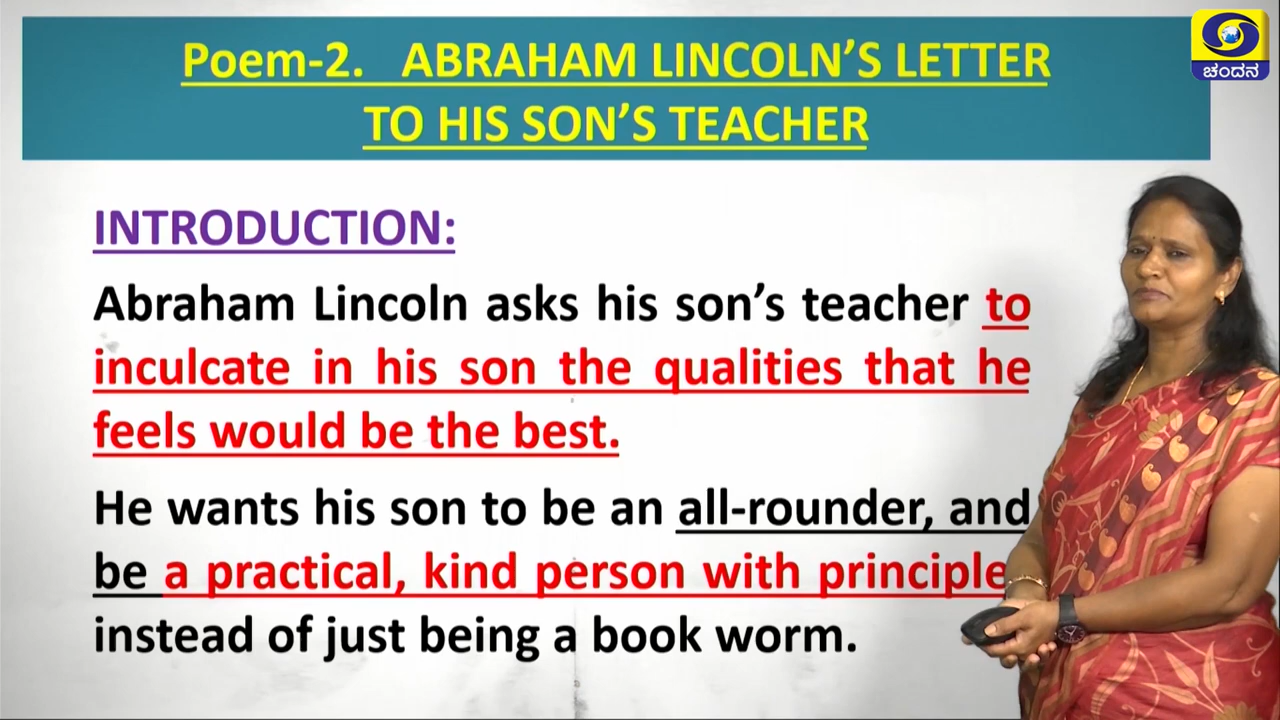 Poem-2. ABRAHAM LINCOLN’S LETTER
TO HIS SON’S TEACHER
ಚಂದನ
INTRODUCTION:
Abraham Lincoln asks his son’s teacher to
inculcate in his son the qualities that he
feels would be the best.
He wants his son to be an all-rounder, and
be a practical, kind person with principle
instead of just being a book worm.